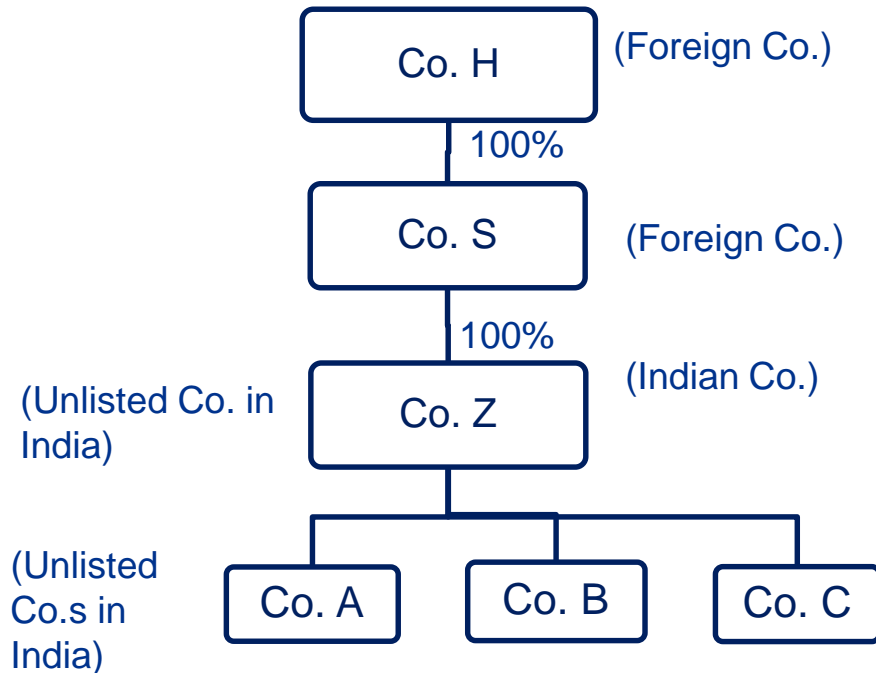 Co. H
(Foreign Co.)
100%
Co. S
(Foreign Co.)
100%
(Indian Co.)
(Unlisted Co. in
India)
Co. Z
(Unlisted
Co.s in
India)
Co. A
Co. B
Co. C